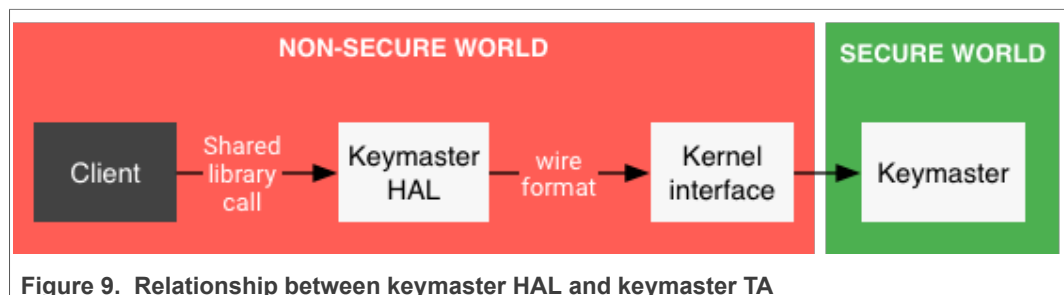 NON-SECURE WORLD
SECURE WORLD
Client
Shared
library
call
Keymaster
HAL
wire
format
Kernel
interface
Keymaster
Figure 9. Relationship between keymaster HAL and keymaster TA